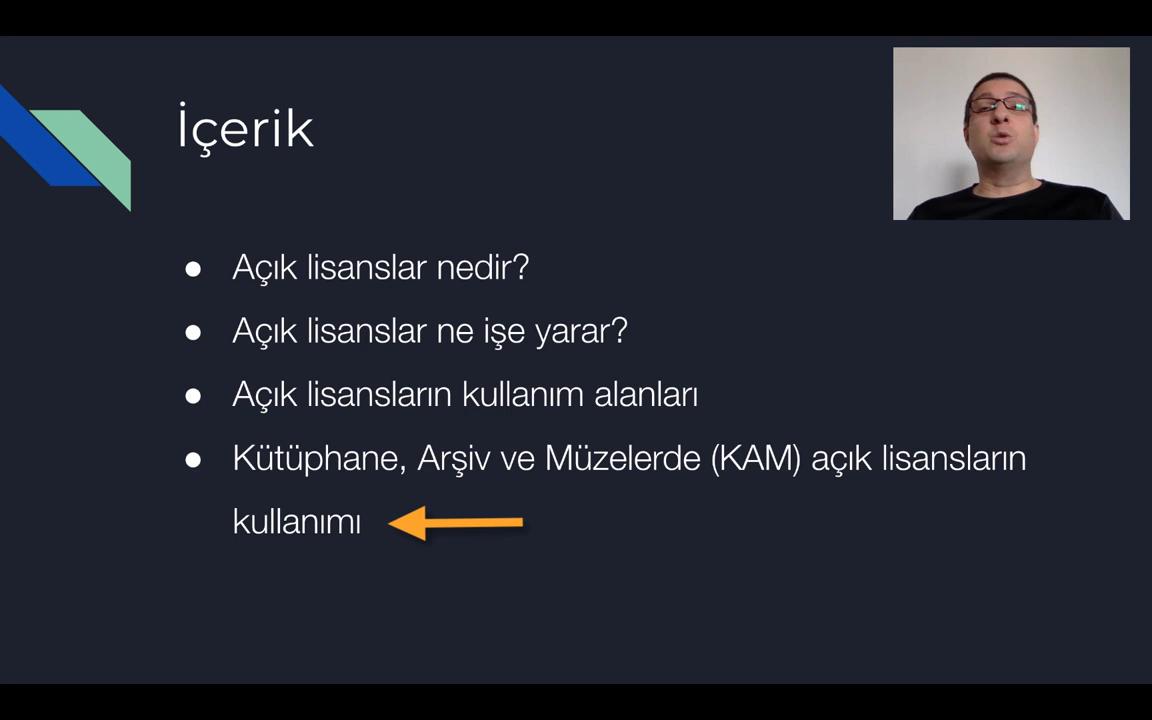 İçerik
● Açık lisanslar nedir?
● Açık lisanslar ne işe yarar?
● Açık lisansların kullanım alanları
● Kütüphane, Arşiv ve Müzelerde (KAM) açık lisansların
kullanımı